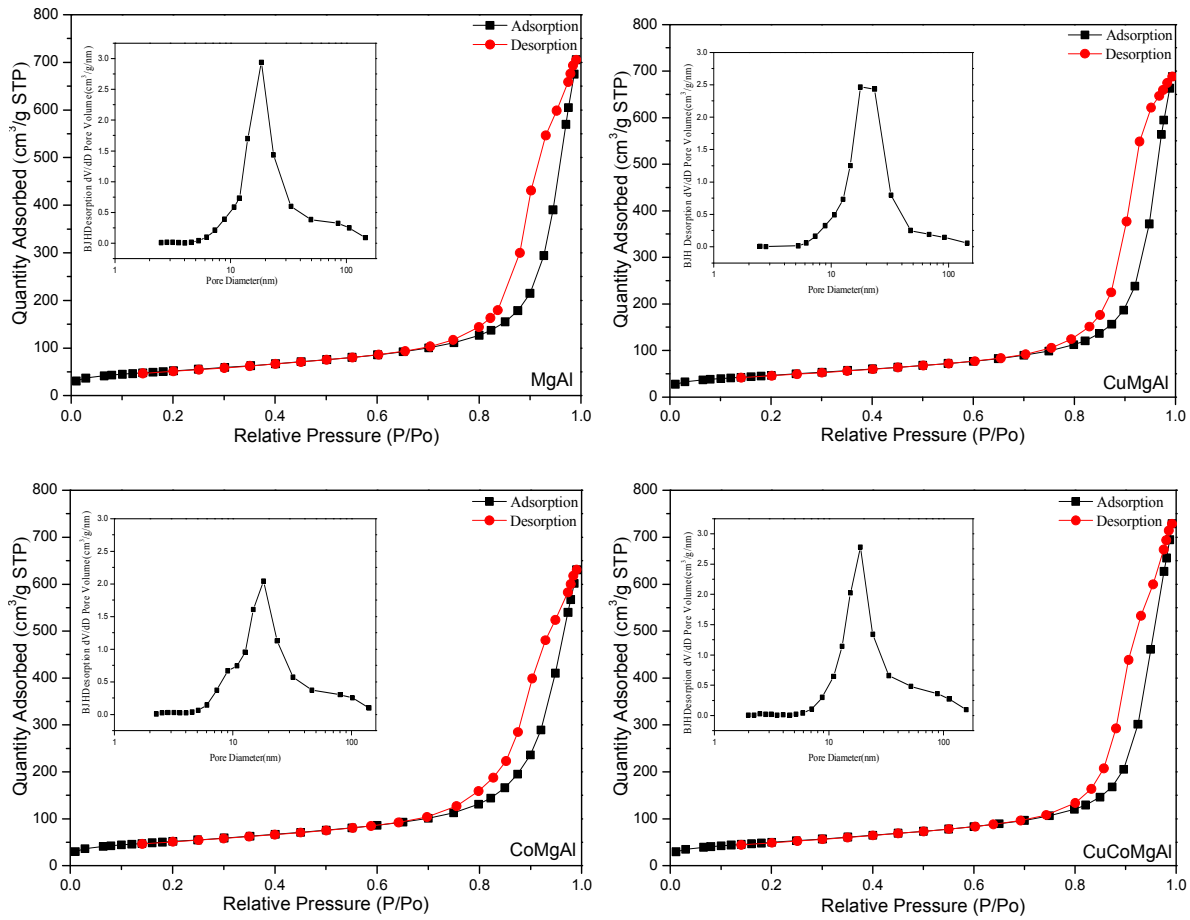 800
700
600
500
400
300
200
100
0
Quantity Adsorbed (cm³/g STP)
0.0 0.2 0.4 0.6 0.8 1.0
Relative Pressure (P/Po)
Adsorption
Desorption
MgAl
3.0
2.5
2.0
1.5
1.0
0.5
0.0
BJHDesorption dV/dD Pore Volume(cm³/g/nm)
1 10 100
Pore Diameter(nm)
800
700
600
500
400
300
200
100
0
Quantity Adsorbed (cm³/g STP)
0.0 0.2 0.4 0.6 0.8 1.0
Relative Pressure (P/Po)
Adsorption
Desorption
CuMgAl
3.0
2.5
2.0
1.5
1.0
0.5
0.0
BJH Desorption dV/dD Pore Volume(cm³/g/nm)
1 10 100
Pore Diameter(nm)
800
700
600
500
400
300
200
100
0
Quantity Adsorbed (cm³/g STP)
0.0 0.2 0.4 0.6 0.8 1.0
Relative Pressure (P/Po)
Adsorption
Desorption
CoMgAl
3.0
2.5
2.0
1.5
1.0
0.5
0.0
BJHDesorption dV/dD Pore Volume(cm³/g/nm)
1 10 100
Pore Diameter(nm)
800
700
600
500
400
300
200
100
0
Quantity Adsorbed (cm³/g STP)
0.0 0.2 0.4 0.6 0.8 1.0
Relative Pressure (P/Po)
Adsorption
Desorption
CuCoMgAl
3.0
2.5
2.0
1.5
1.0
0.5
0.0
BJHDesorption dV/dD Pore Volume(cm³/g/nm)
1 10 100
Pore Diameter(nm)